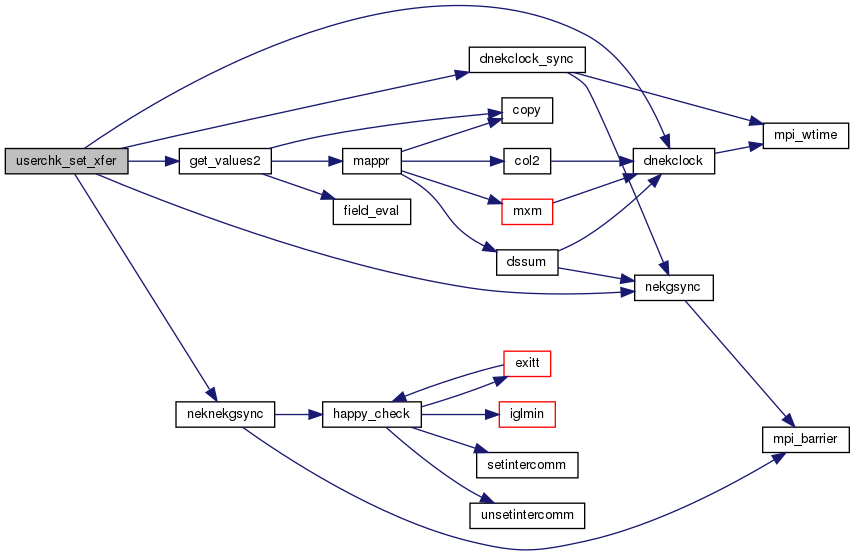 userchk_set_xfer
dnekclock_sync
copy
mpi_wtime
get_values2
mappr
col2
dnekclock
field_eval
mxm
dssum
nekgsync
exitt
neknekgsync
happy_check
iglmin
mpi_barrier
setintercomm
unsetintercomm